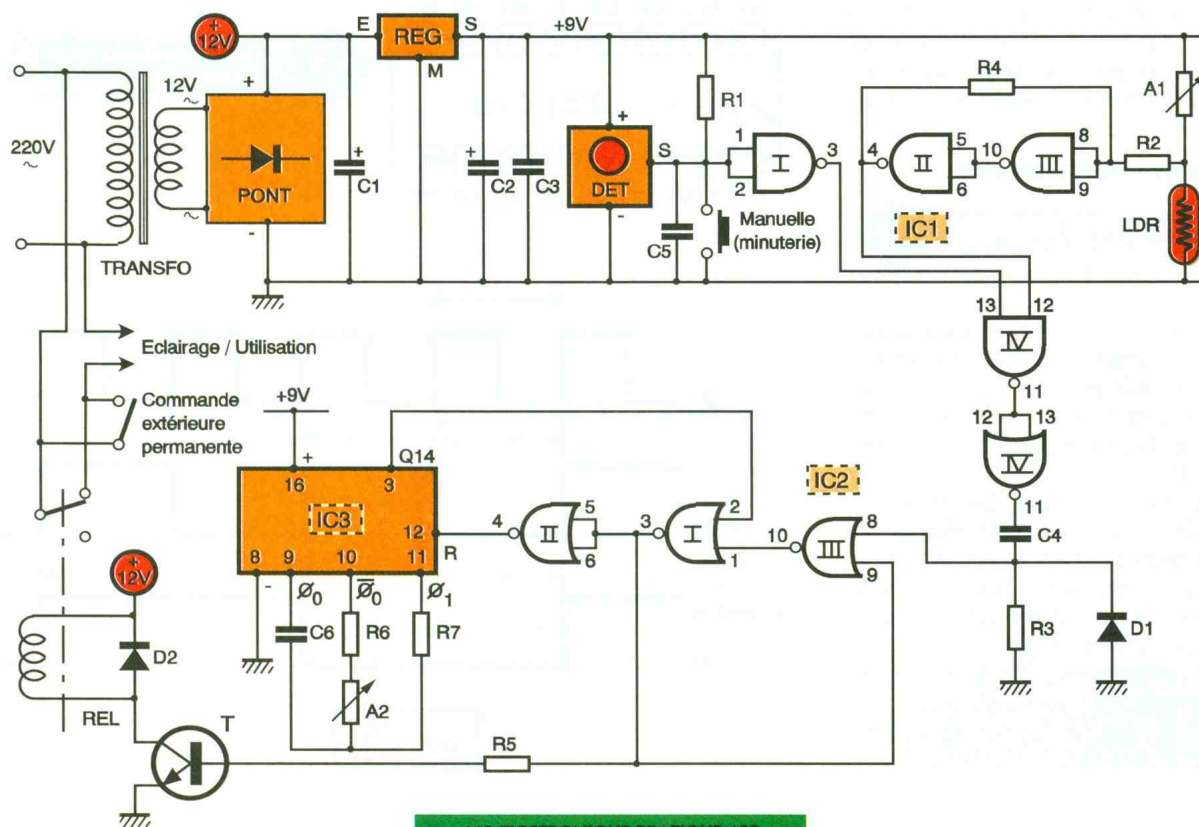 +
12V
E
REG
S
+9V
M
220V
~
12V
~
+
PONT
~
-
TRANSFO
+
C1
+
C2
C3
+
S
DET
-
C5
R1
1
2
I
3
Manuelle
(minuterie)
R4
4
II
5
6
10
III
8
9
R2
A1
LDR
IC1
13
12
IV
11
12
13
IV
11
C4
R3
D1
Eclairage / Utilisation
Commande
extérieure
permanente
+9V
+
16
Q14
3
IC3
12
R
8
9
10
11
-
Ø0
Ø̅0
Ø1
C6
R6
R7
A2
4
II
5
6
3
I
2
1
IC2
10
III
8
9
+
12V
D2
REL
T
R5